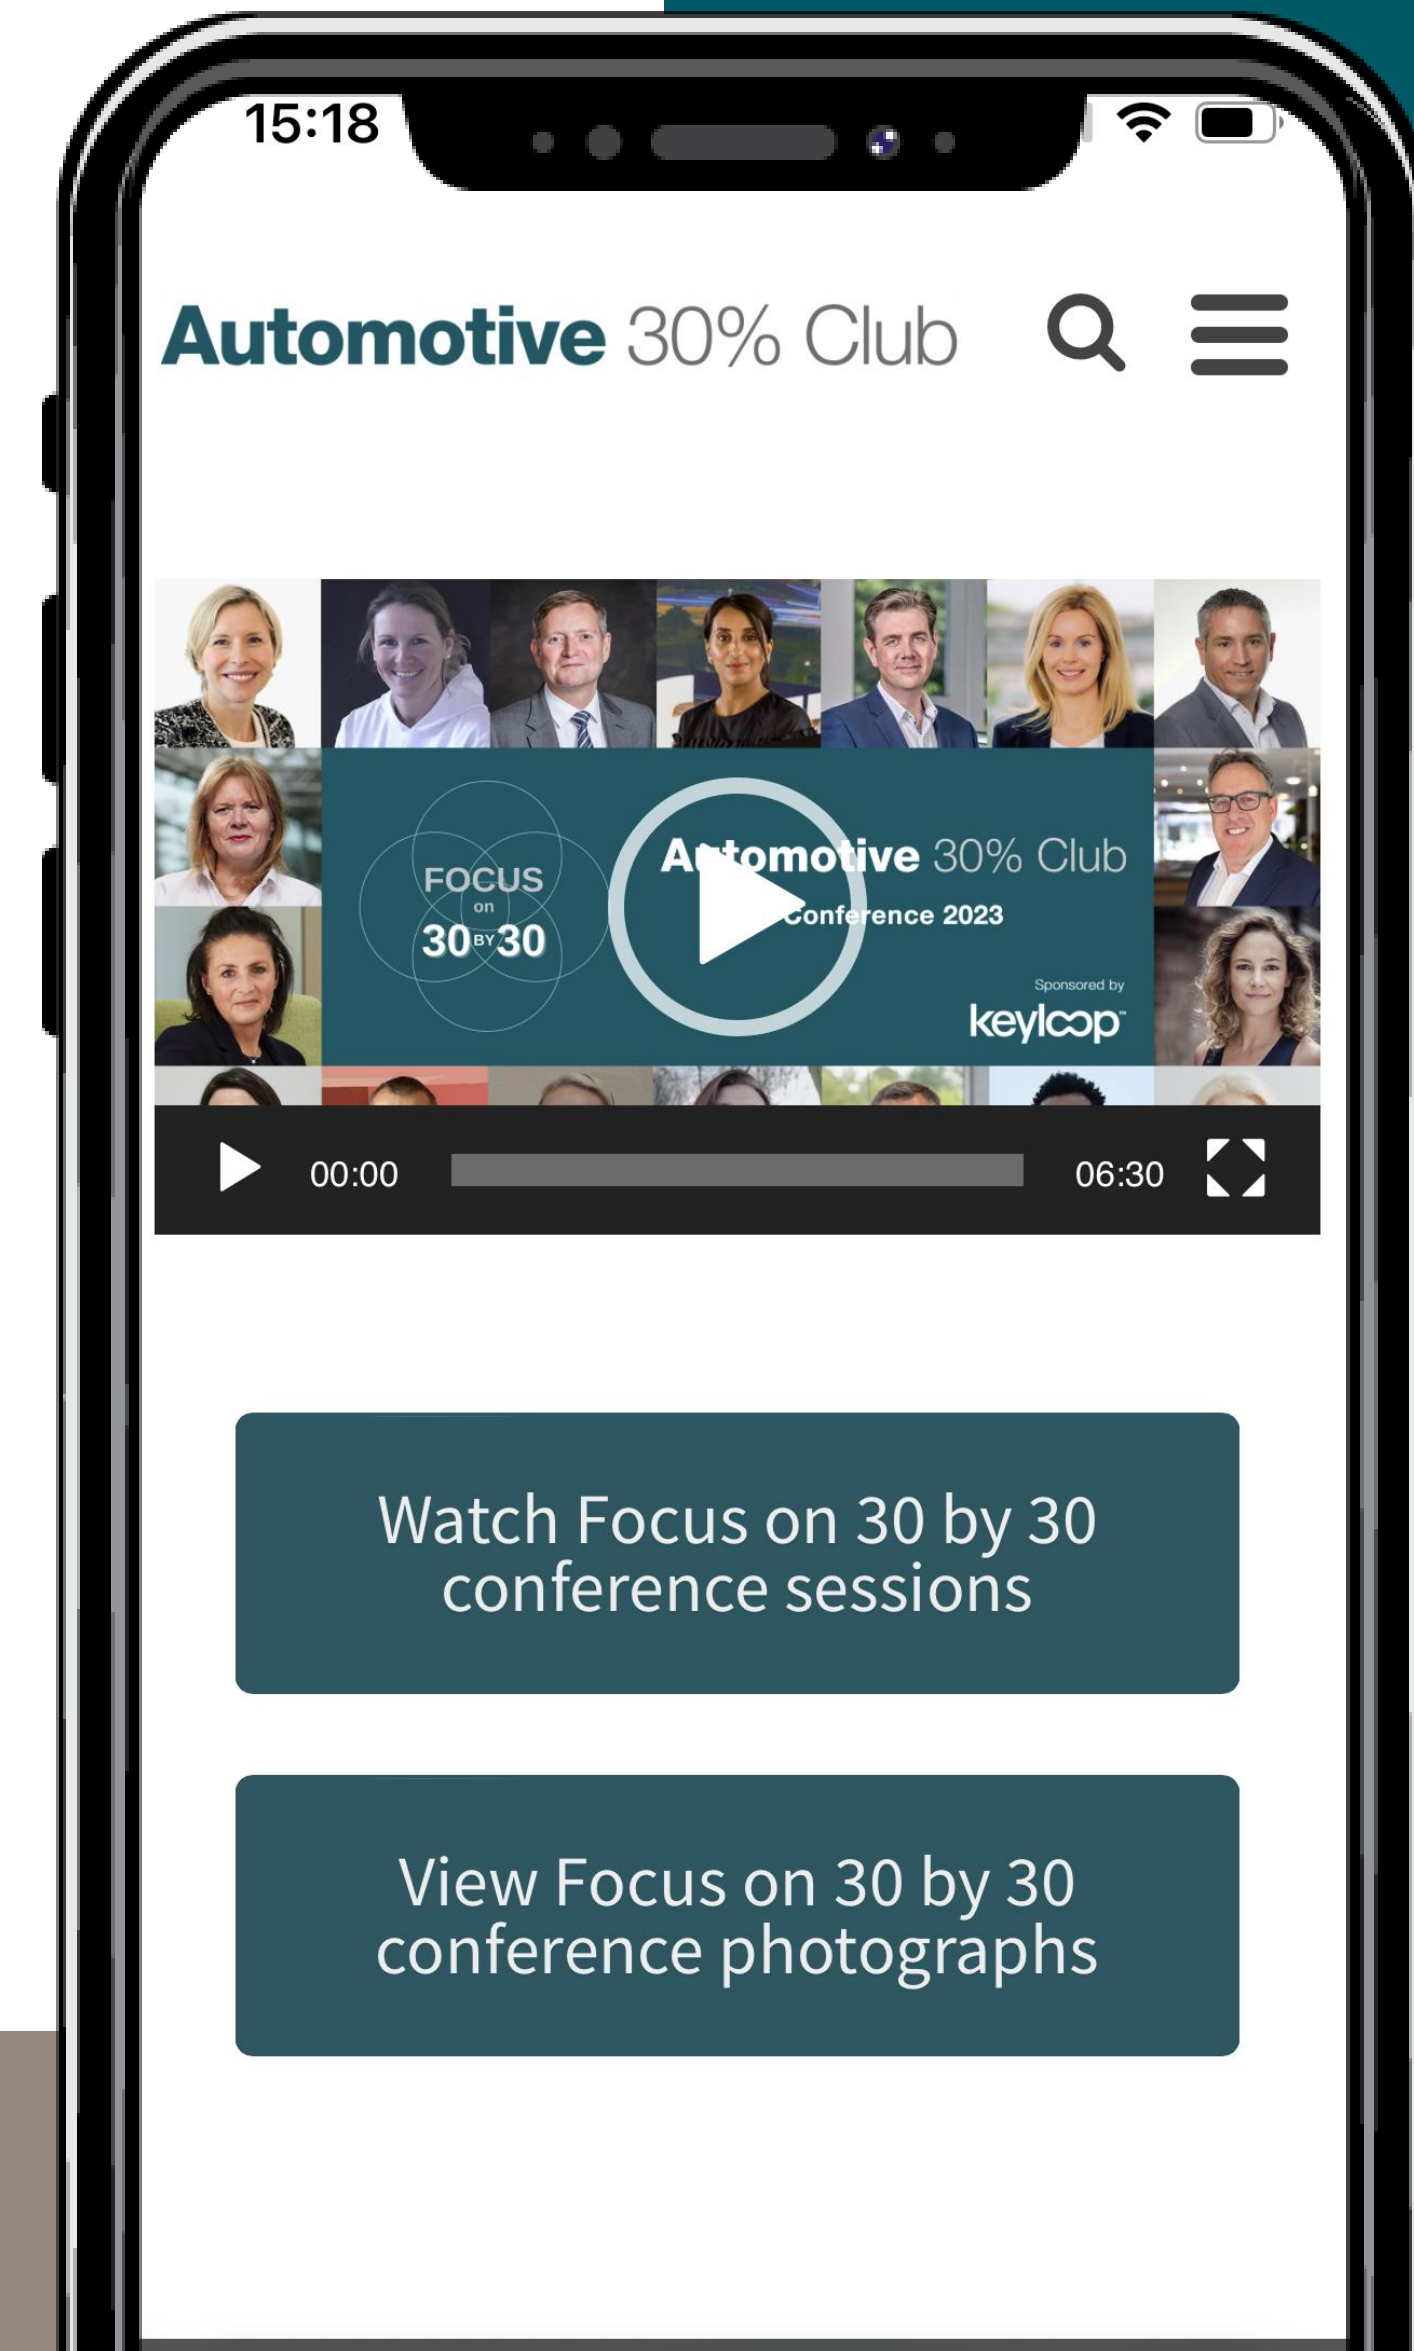 15:18
Automotive 30% Club
FOCUS
on
30 BY 30
Automotive 30% Club
Conference 2023
Sponsored by
keyloop™
00:00
06:30
Watch Focus on 30 by 30
conference sessions
View Focus on 30 by 30
conference photographs